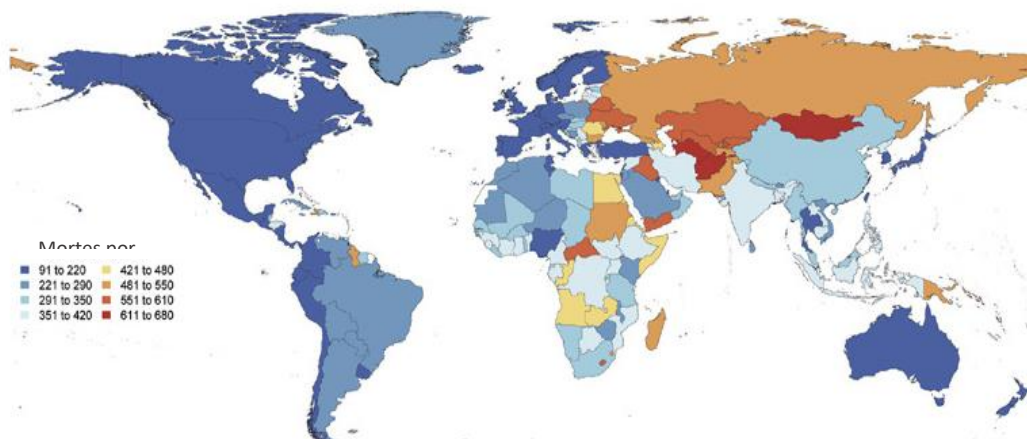 Mortes por
91 to 220 421 to 480
221 to 290 481 to 550
291 to 350 551 to 610
351 to 420 611 to 680